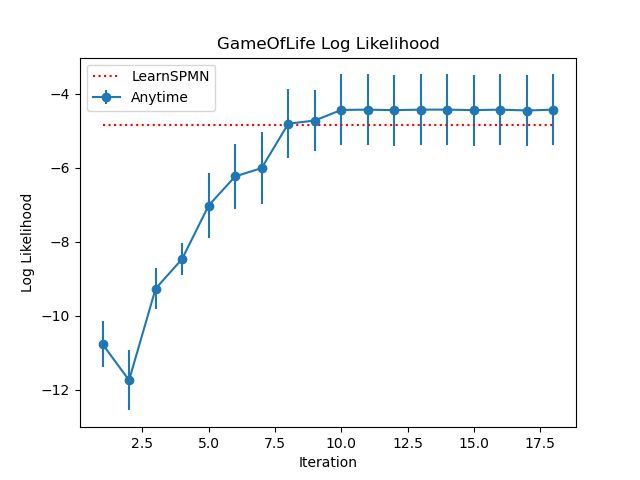 GameOfLife Log Likelihood
LearnSPMN
Anytime
Log Likelihood
−4
−6
−8
−10
−12
2.5 5.0 7.5 10.0 12.5 15.0 17.5
Iteration